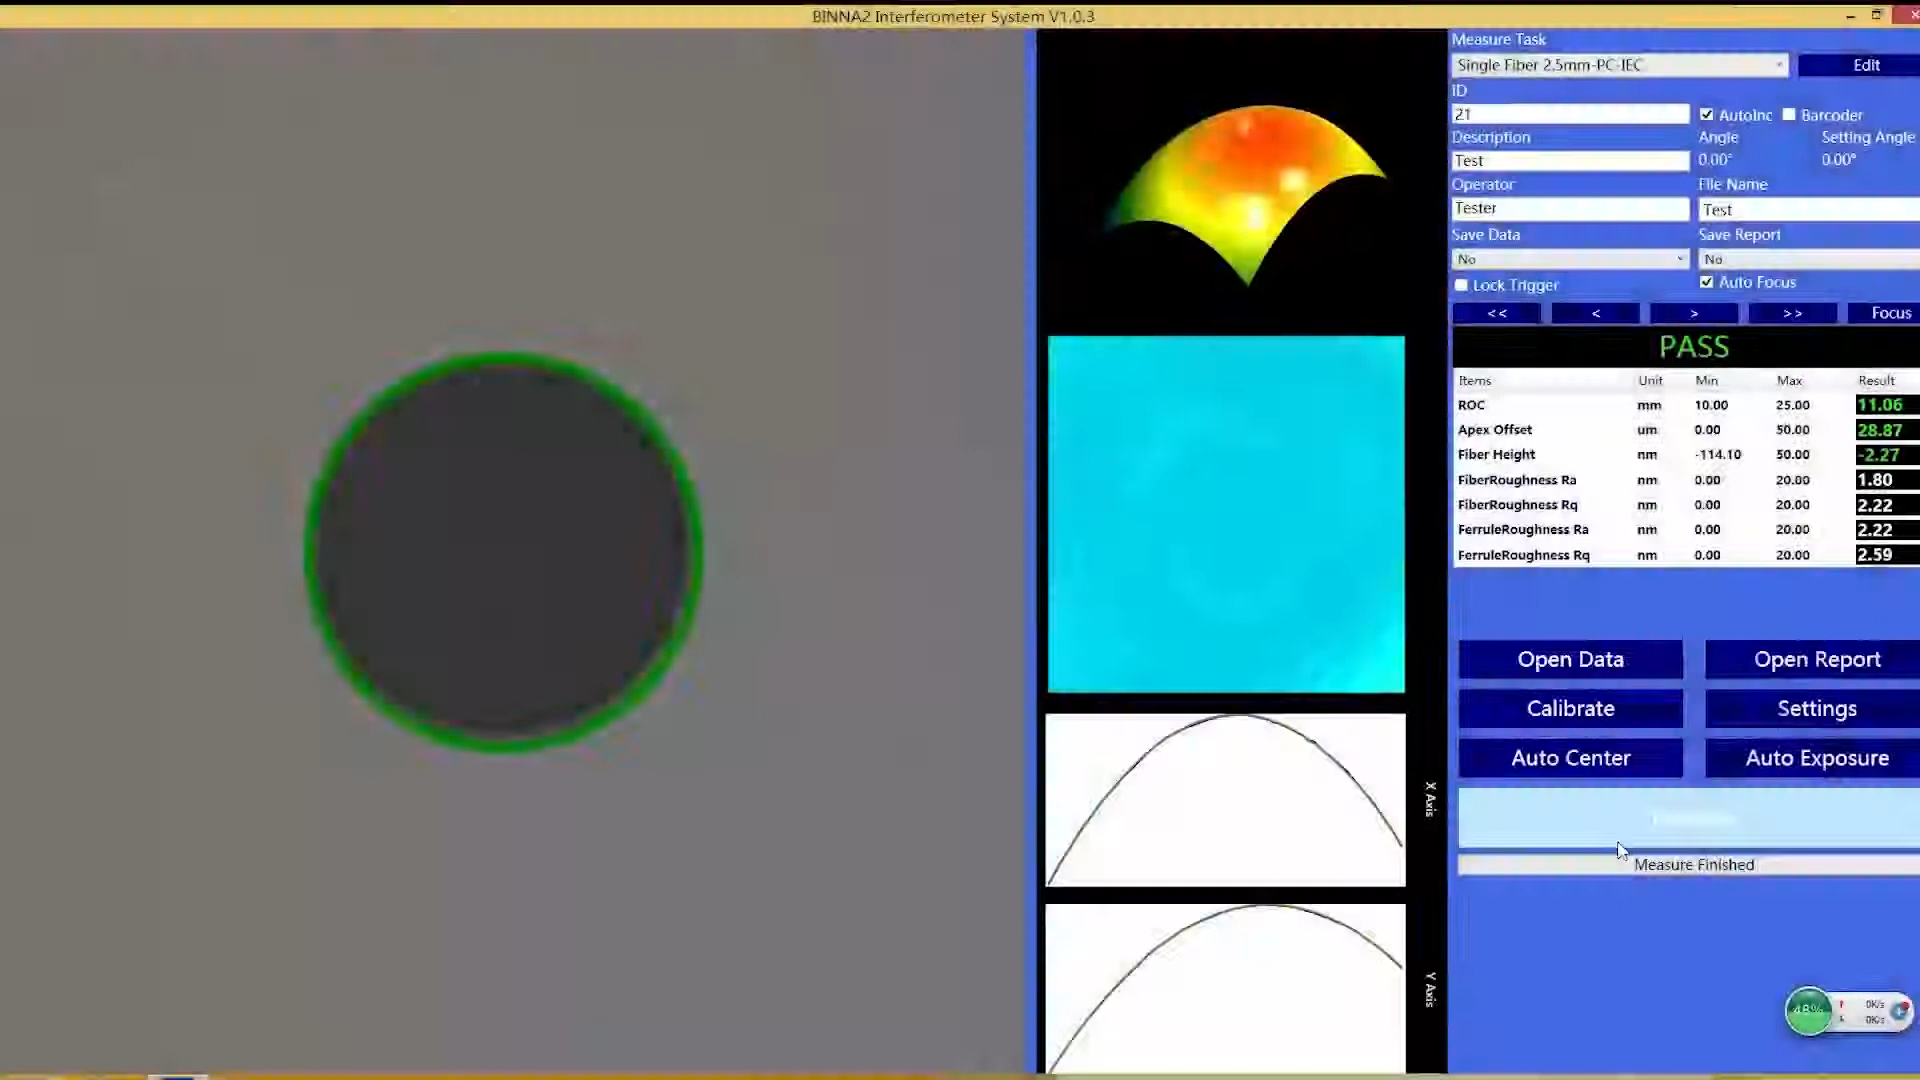 BINNA2 Interferometer System V1.0.3
Measure Task
Single Fiber 2.5mm-PC-IEC
Edit
ID
21
AutoInc
Barcoder
Description
Angle
Setting Angle
Test
0.00°
0.00°
Operator
File Name
Tester
Test
Save Data
Save Report
No
No
Lock Trigger
Auto Focus
<< < > >> Focus
PASS
Items Unit Min Max Result
ROC mm 10.00 25.00 11.06
Apex Offset um 0.00 50.00 28.87
Fiber Height nm -114.10 50.00 -2.27
FiberRoughness Ra nm 0.00 20.00 1.80
FiberRoughness Rq nm 0.00 20.00 2.22
FerruleRoughness Ra nm 0.00 20.00 2.22
FerruleRoughness Rq nm 0.00 20.00 2.59
Open Data
Open Report
Calibrate
Settings
Auto Center
Auto Exposure
Measure Finished
X Axis
Y Axis
48%
0K/s
0K/s